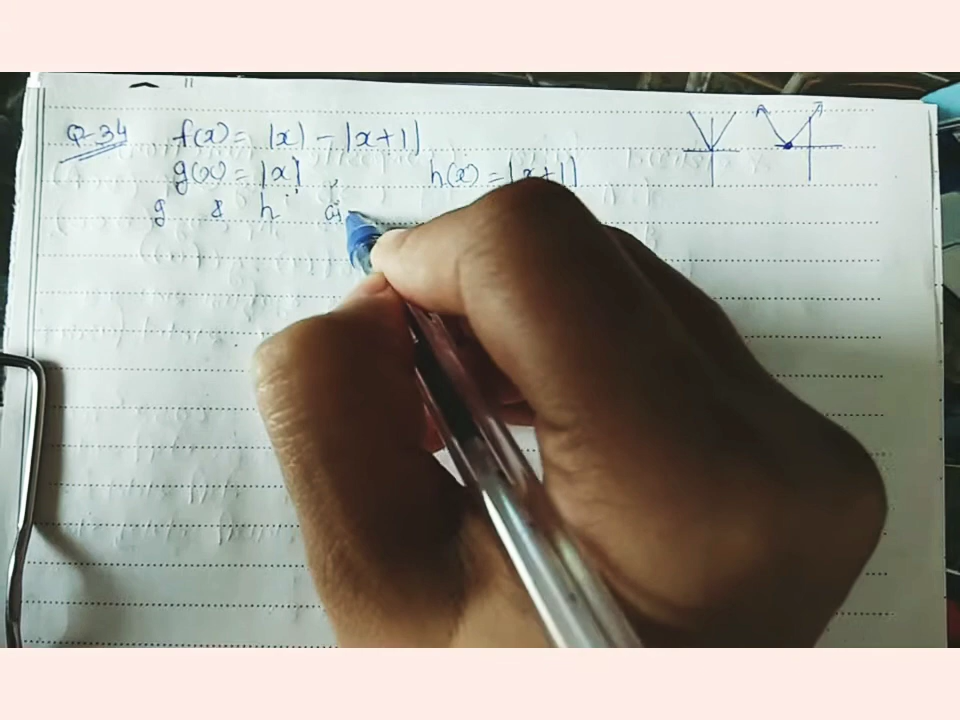 Q-34 f(x) = |x| - |x+1|
g(x) = |x| h(x) = |x+1|
g & h